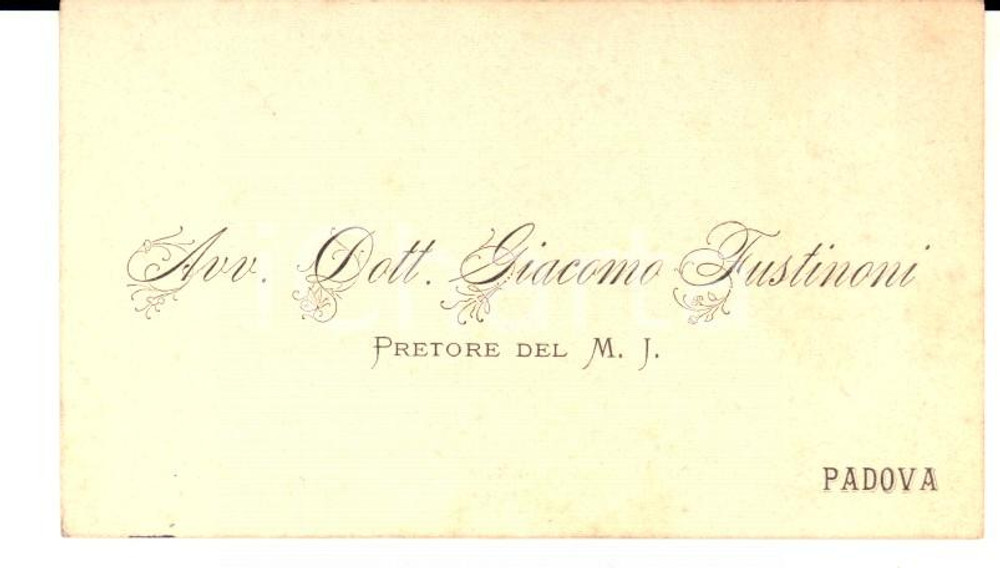 Avv. Dott. Giacomo Fustinoni
PRETORE DEL M. J.
PADOVA